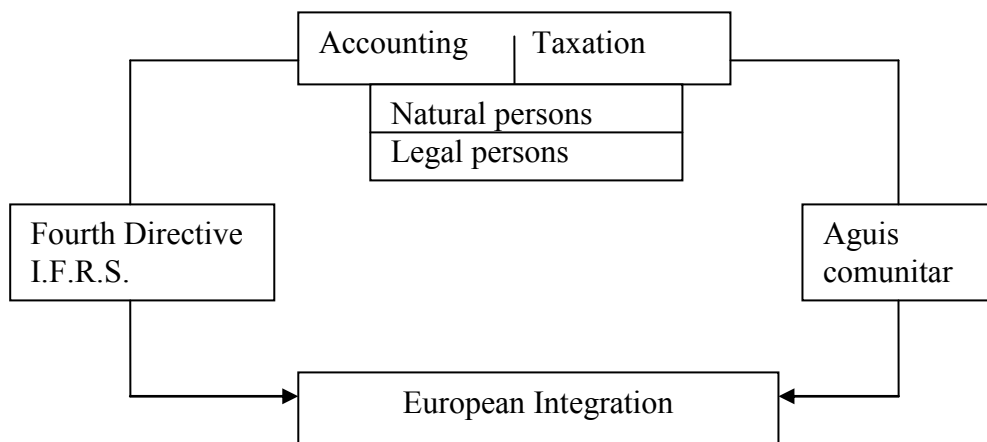 Accounting Taxation
Natural persons
Legal persons
Fourth Directive
I.F.R.S.
Aguis
comunitar
European Integration